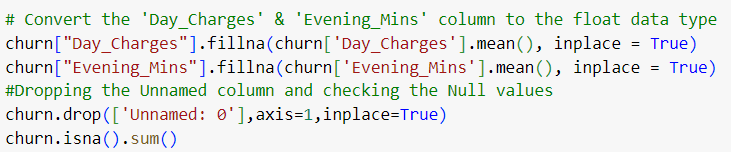 # Convert the 'Day_Charges' & 'Evening_Mins' column to the float data type
churn["Day_Charges"].fillna(churn['Day_Charges'].mean(), inplace = True)
churn["Evening_Mins"].fillna(churn['Evening_Mins'].mean(), inplace = True)
#Dropping the Unnamed column and checking the Null values
churn.drop(['Unnamed: 0'],axis=1,inplace=True)
churn.isna().sum()